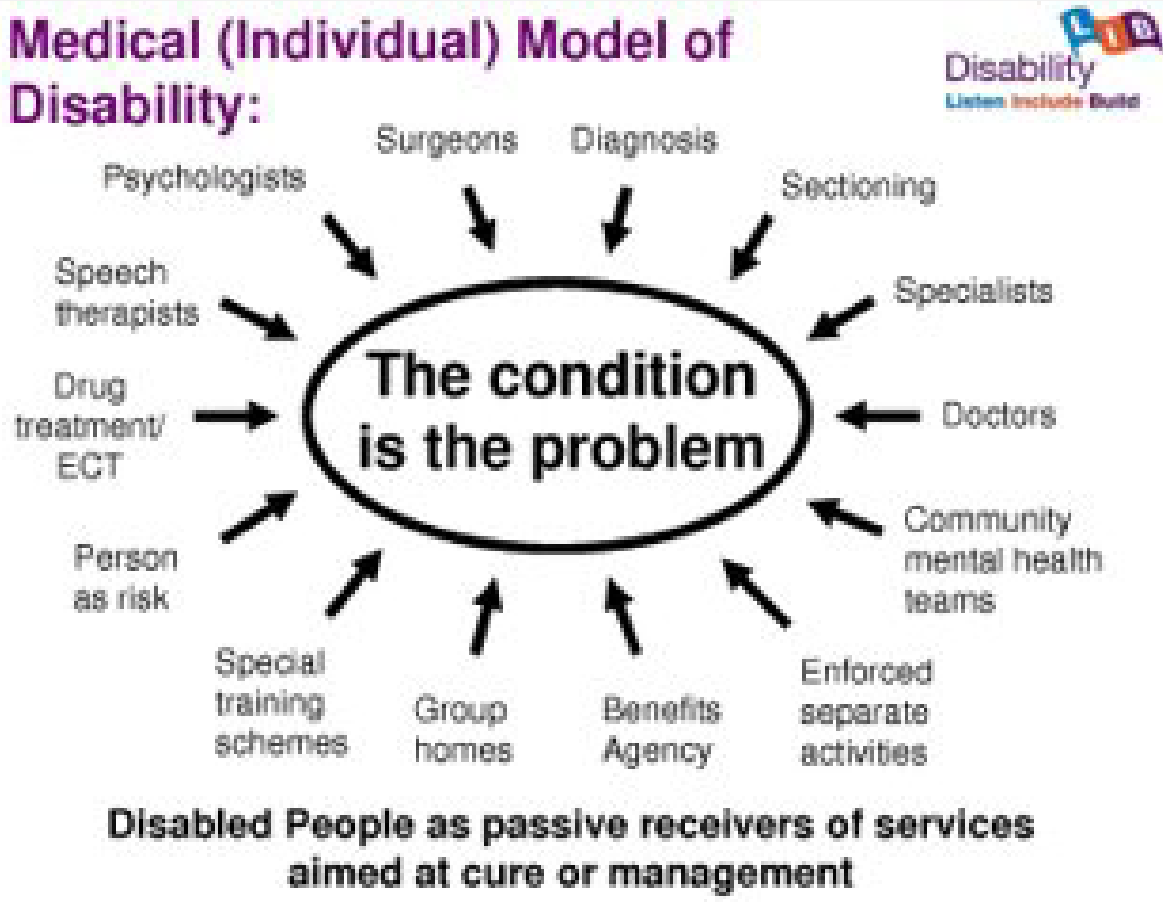 Medical (Individual) Model of
Disability:
LIB
Disability
Listen Include Build
Surgeons
Diagnosis
Psychologists
Sectioning
Speech
therapists
Specialists
Drug
treatment/
ECT
The condition
is the problem
Doctors
Person
as risk
Community
mental health
teams
Special
training
schemes
Group
homes
Benefits
Agency
Enforced
separate
activities
Disabled People as passive receivers of services
aimed at cure or management